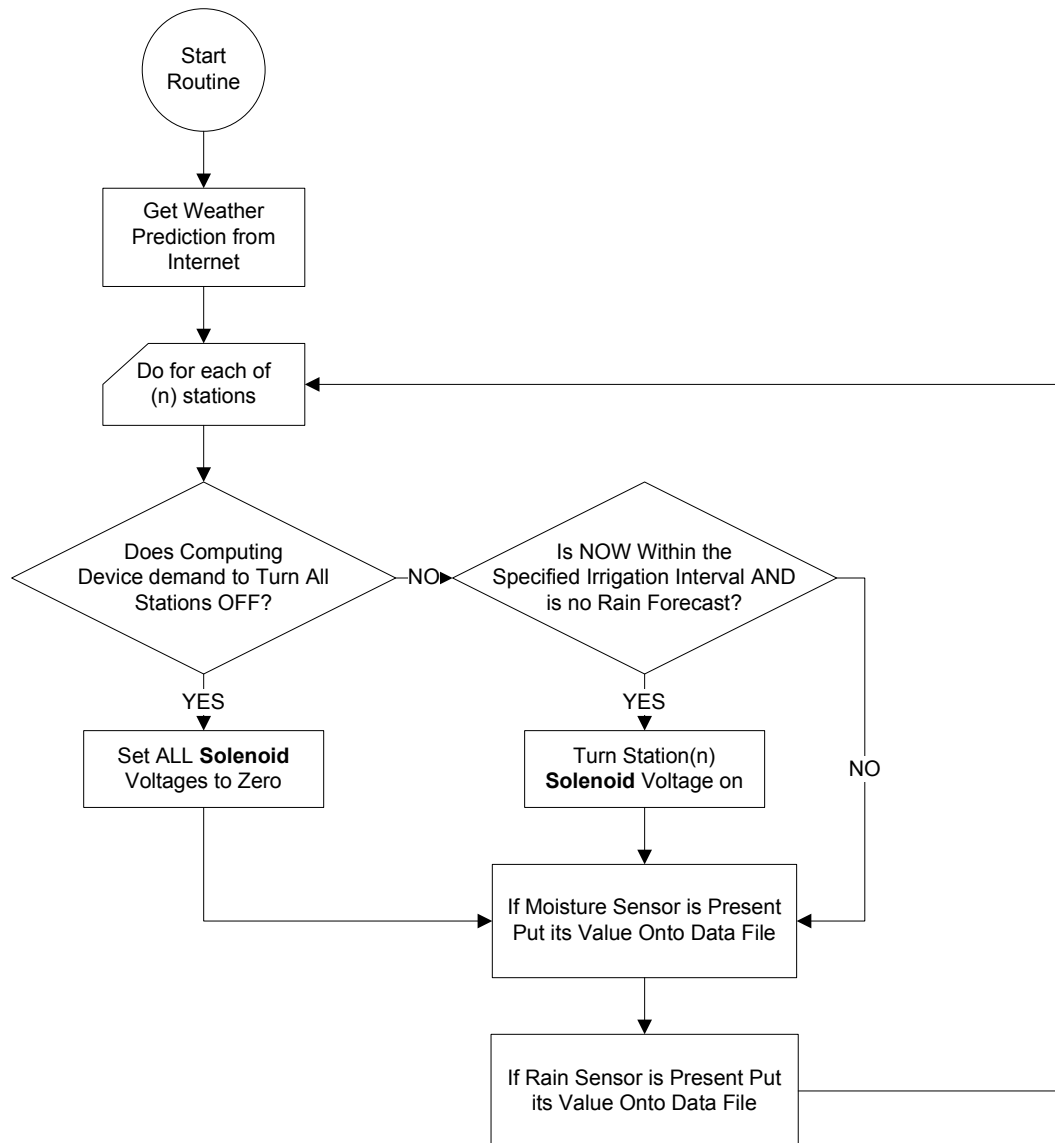 Start
Routine
Get Weather
Prediction from
Internet
Do for each of
(n) stations
Does Computing
Device demand to Turn All
Stations OFF?
NO
Is NOW Within the
Specified Irrigation Interval AND
is no Rain Forecast?
YES
YES
NO
Set ALL Solenoid
Voltages to Zero
Turn Station(n)
Solenoid Voltage on
If Moisture Sensor is Present
Put its Value Onto Data File
If Rain Sensor is Present Put
its Value Onto Data File